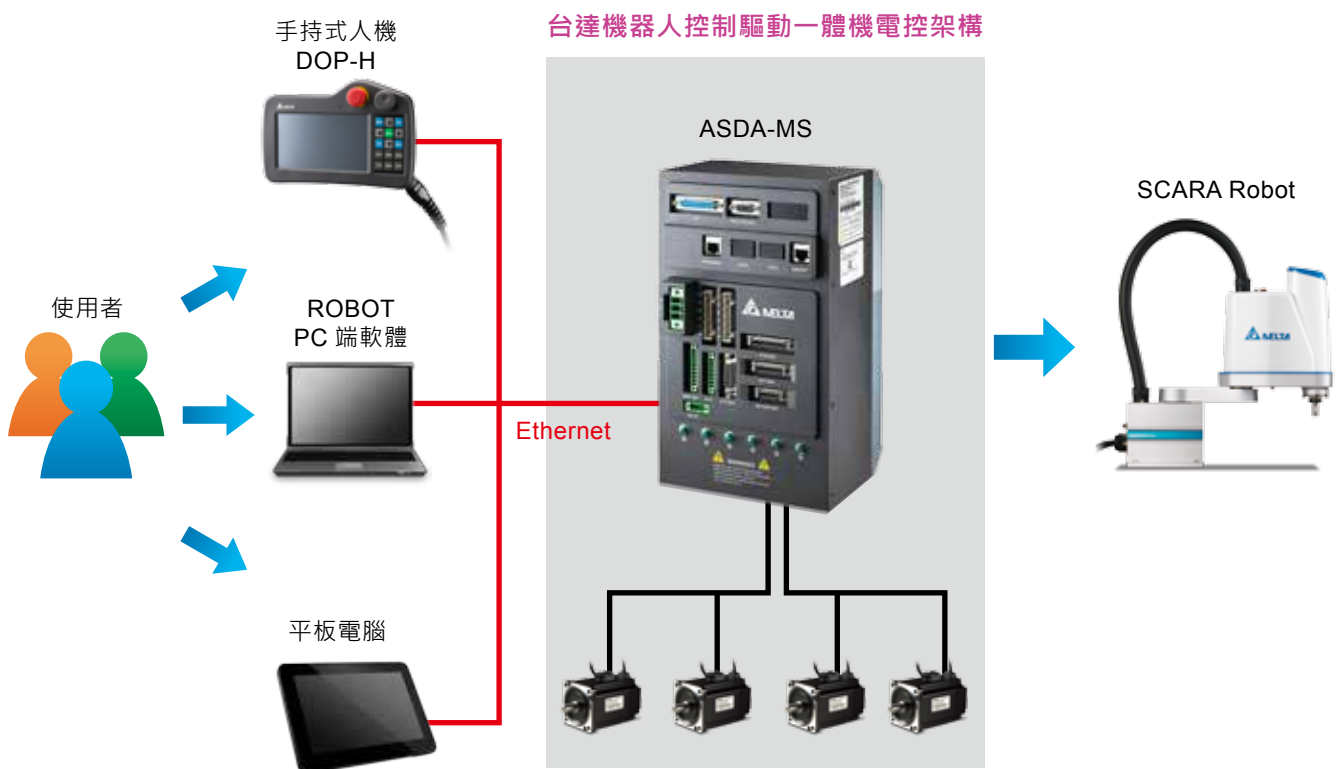 台達機器人控制驅動一體機電控架構
手持式人機
DOP-H
ASDA-MS
SCARA Robot
使用者
ROBOT
PC 端軟體
DELTA
DELTA
Ethernet
平板電腦